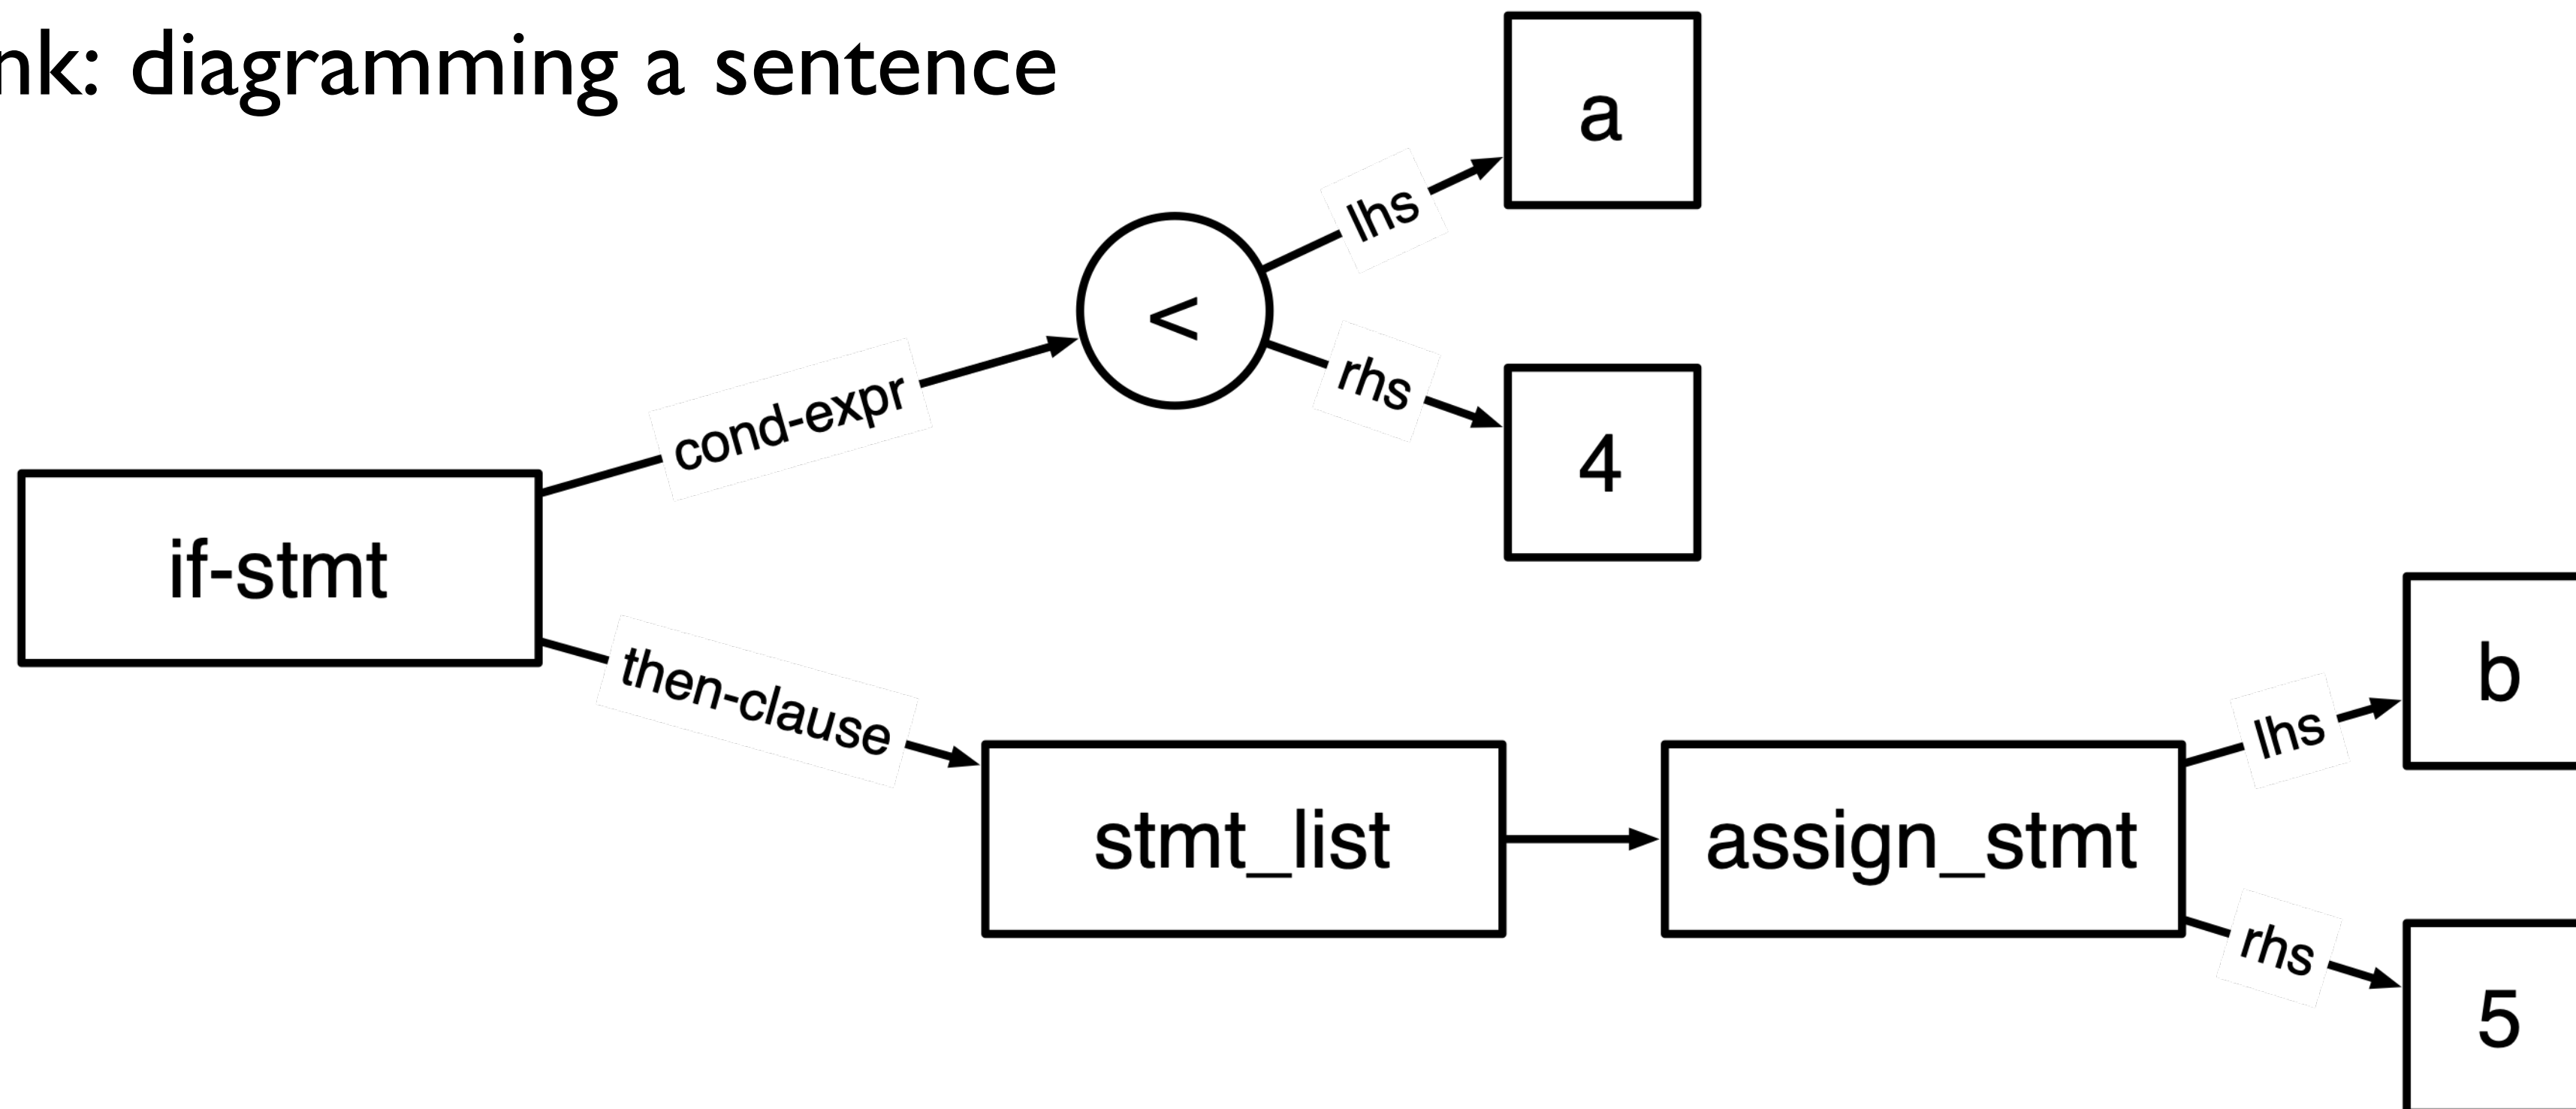 nk: diagramming a sentence
a
lhs
<
rhs
4
cond-expr
if-stmt
then-clause
stmt_list
assign_stmt
lhs
b
rhs
5